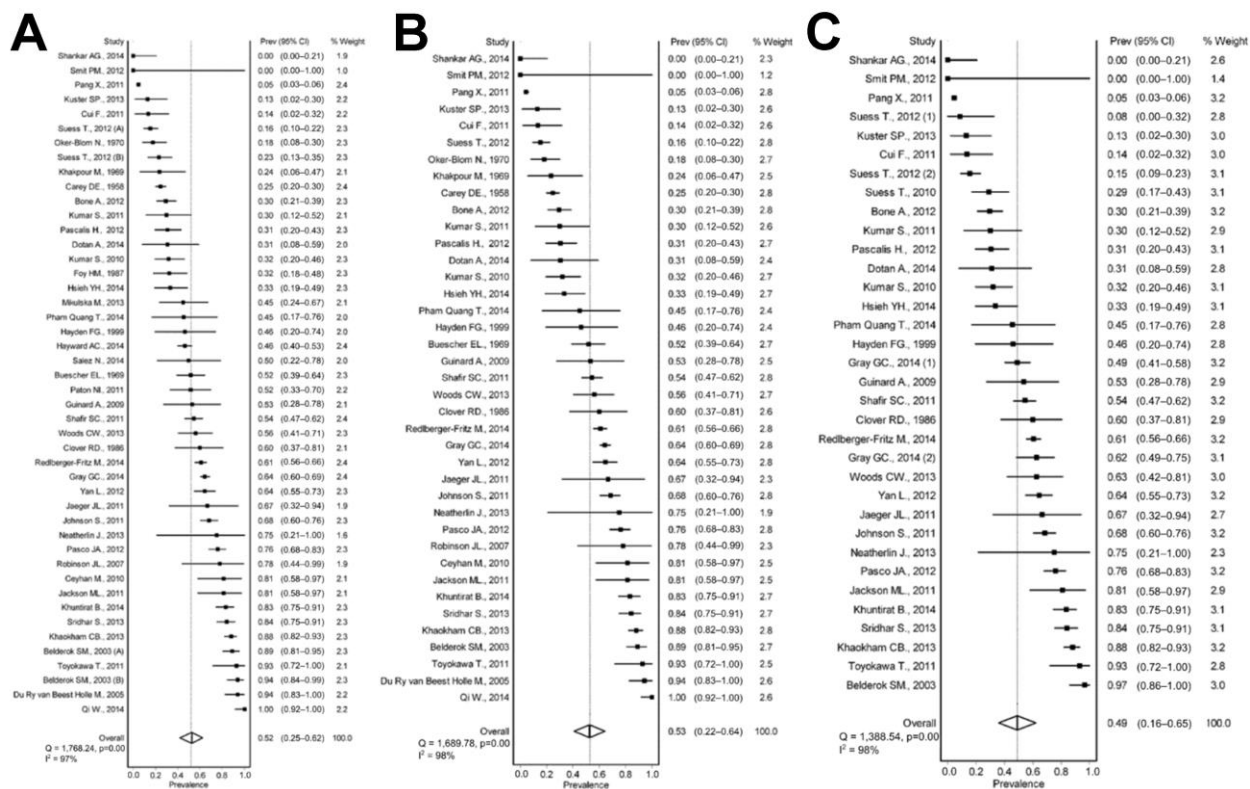 A
Study Prev (95% CI) % Weight
Shankar AG., 2014 0.00 (0.00–0.21) 1.9
Smit PM., 2012 0.00 (0.00–1.00) 1.0
Pang X., 2011 0.05 (0.03–0.06) 2.4
Kuster SP., 2013 0.13 (0.02–0.30) 2.2
Cui F., 2011 0.14 (0.02–0.32) 2.2
Suess T., 2012 (A) 0.16 (0.10–0.22) 2.3
Oker-Blom N., 1970 0.18 (0.08–0.30) 2.3
Suess T., 2012 (B) 0.23 (0.13–0.35) 2.3
Khakpour M., 1969 0.24 (0.06–0.47) 2.1
Carey DE., 1958 0.25 (0.20–0.30) 2.4
Bone A., 2012 0.30 (0.21–0.39) 2.3
Kumar S., 2011 0.30 (0.12–0.52) 2.1
Pascalis H., 2012 0.31 (0.20–0.43) 2.3
Dotan A., 2014 0.31 (0.08–0.59) 2.0
Kumar S., 2010 0.32 (0.20–0.46) 2.3
Foy HM., 1987 0.32 (0.18–0.48) 2.3
Hsieh YH., 2014 0.33 (0.19–0.49) 2.3
Mikulska M., 2013 0.45 (0.24–0.67) 2.1
Pham Quang T., 2014 0.45 (0.17–0.76) 2.0
Hayden FG., 1999 0.46 (0.20–0.74) 2.0
Hayward AC., 2014 0.46 (0.40–0.53) 2.3
Salez N., 2014 0.50 (0.22–0.78) 2.0
Buescher EL., 1969 0.52 (0.39–0.64) 2.3
Paton NI., 2011 0.52 (0.33–0.70) 2.2
Guinard A., 2009 0.53 (0.28–0.78) 2.1
Shafir SC., 2011 0.54 (0.47–0.62) 2.4
Woods CW., 2013 0.56 (0.41–0.71) 2.3
Clover RD., 1986 0.60 (0.37–0.81) 2.1
Redlberger-Fritz M., 2014 0.61 (0.56–0.66) 2.4
Gray GC., 2014 0.64 (0.60–0.69) 2.4
Yan L., 2012 0.64 (0.55–0.73) 2.3
Jaeger JL., 2011 0.67 (0.32–0.94) 1.9
Johnson S., 2011 0.68 (0.60–0.76) 2.3
Neatherlin J., 2013 0.75 (0.21–1.00) 1.6
Pasco JA., 2012 0.76 (0.68–0.83) 2.3
Robinson JL., 2007 0.78 (0.44–0.99) 1.9
Ceyhan M., 2010 0.81 (0.58–0.97) 2.1
Jackson ML., 2011 0.81 (0.58–0.97) 2.1
Khuntirat B., 2014 0.83 (0.75–0.91) 2.3
Sridhar S., 2013 0.84 (0.75–0.91) 2.3
Khaokham CB., 2013 0.88 (0.82–0.93) 2.3
Belderok SM., 2003 (A) 0.89 (0.81–0.95) 2.3
Toyokawa T., 2011 0.93 (0.72–1.00) 2.1
Belderok SM., 2003 (B) 0.94 (0.84–0.99) 2.3
Du Ry van Beest Holle M., 2005 0.94 (0.83–1.00) 2.2
Qi W., 2014 1.00 (0.92–1.00) 2.2
Overall 0.52 (0.25–0.62) 100.0
Q = 1,768.24, p=0.00
I² = 97%
0.0 0.2 0.4 0.6 0.8 1.0
Prevalence
B
Study Prev (95% CI) % Weight
Shankar AG., 2014 0.00 (0.00–0.21) 2.3
Smit PM., 2012 0.00 (0.00–1.00) 1.2
Pang X., 2011 0.05 (0.03–0.06) 2.8
Kuster SP., 2013 0.13 (0.02–0.30) 2.6
Cui F., 2011 0.14 (0.02–0.32) 2.6
Suess T., 2012 0.16 (0.10–0.22) 2.8
Oker-Blom N., 1970 0.18 (0.08–0.30) 2.7
Khakpour M., 1969 0.24 (0.06–0.47) 2.5
Carey DE., 1958 0.25 (0.20–0.30) 2.8
Bone A., 2012 0.30 (0.21–0.39) 2.8
Kumar S., 2011 0.30 (0.12–0.52) 2.6
Pascalis H., 2012 0.31 (0.20–0.43) 2.7
Dotan A., 2014 0.31 (0.08–0.59) 2.4
Kumar S., 2010 0.32 (0.20–0.46) 2.7
Hsieh YH., 2014 0.33 (0.19–0.49) 2.7
Pham Quang T., 2014 0.45 (0.17–0.76) 2.4
Hayden FG., 1999 0.46 (0.20–0.74) 2.4
Buescher EL., 1969 0.52 (0.39–0.64) 2.7
Guinard A., 2009 0.53 (0.28–0.78) 2.5
Shafir SC., 2011 0.54 (0.47–0.62) 2.8
Woods CW., 2013 0.56 (0.41–0.71) 2.7
Clover RD., 1986 0.60 (0.37–0.81) 2.6
Redlberger-Fritz M., 2014 0.61 (0.56–0.66) 2.8
Gray GC., 2014 0.64 (0.60–0.69) 2.8
Yan L., 2012 0.64 (0.55–0.73) 2.8
Jaeger JL., 2011 0.67 (0.32–0.94) 2.3
Johnson S., 2011 0.68 (0.60–0.76) 2.8
Neatherlin J., 2013 0.75 (0.21–1.00) 1.9
Pasco JA., 2012 0.76 (0.68–0.83) 2.8
Robinson JL., 2007 0.78 (0.44–0.99) 2.3
Ceyhan M., 2010 0.81 (0.58–0.97) 2.5
Jackson ML., 2011 0.81 (0.58–0.97) 2.5
Khuntirat B., 2014 0.83 (0.75–0.91) 2.7
Sridhar S., 2013 0.84 (0.75–0.91) 2.7
Khaokham CB., 2013 0.88 (0.82–0.93) 2.8
Belderok SM., 2003 0.89 (0.81–0.95) 2.7
Toyokawa T., 2011 0.93 (0.72–1.00) 2.5
Du Ry van Beest Holle M., 2005 0.94 (0.83–1.00) 2.6
Qi W., 2014 1.00 (0.92–1.00) 2.6
Overall 0.53 (0.22–0.64) 100.0
Q = 1,689.78, p=0.00
I² = 98%
0.0 0.2 0.4 0.6 0.8 1.0
Prevalence
C
Study Prev (95% CI) % Weight
Shankar AG., 2014 0.00 (0.00–0.21) 2.6
Smit PM., 2012 0.00 (0.00–1.00) 1.4
Pang X., 2011 0.05 (0.03–0.06) 3.2
Suess T., 2012 (1) 0.08 (0.00–0.32) 2.8
Kuster SP., 2013 0.13 (0.02–0.30) 3.0
Cui F., 2011 0.14 (0.02–0.32) 3.0
Suess T., 2012 (2) 0.15 (0.09–0.23) 3.1
Suess T., 2010 0.29 (0.17–0.43) 3.1
Bone A., 2012 0.30 (0.21–0.39) 3.2
Kumar S., 2011 0.30 (0.12–0.52) 2.9
Pascalis H., 2012 0.31 (0.20–0.43) 3.1
Dotan A., 2014 0.31 (0.08–0.59) 2.8
Kumar S., 2010 0.32 (0.20–0.46) 3.1
Hsieh YH., 2014 0.33 (0.19–0.49) 3.1
Pham Quang T., 2014 0.45 (0.17–0.76) 2.8
Hayden FG., 1999 0.46 (0.20–0.74) 2.8
Gray GC., 2014 (1) 0.49 (0.41–0.58) 3.2
Guinard A., 2009 0.53 (0.28–0.78) 2.9
Shafir SC., 2011 0.54 (0.47–0.62) 3.2
Clover RD., 1986 0.60 (0.37–0.81) 2.9
Redlberger-Fritz M., 2014 0.61 (0.56–0.66) 3.2
Gray GC., 2014 (2) 0.62 (0.49–0.75) 3.1
Woods CW., 2013 0.63 (0.42–0.81) 3.0
Yan L., 2012 0.64 (0.55–0.73) 3.2
Jaeger JL., 2011 0.67 (0.32–0.94) 2.7
Johnson S., 2011 0.68 (0.60–0.76) 3.2
Neatherlin J., 2013 0.75 (0.21–1.00) 2.3
Pasco JA., 2012 0.76 (0.68–0.83) 3.2
Jackson ML., 2011 0.81 (0.58–0.97) 2.9
Khuntirat B., 2014 0.83 (0.75–0.91) 3.1
Sridhar S., 2013 0.84 (0.75–0.91) 3.1
Khaokham CB., 2013 0.88 (0.82–0.93) 3.2
Toyokawa T., 2011 0.93 (0.72–1.00) 2.8
Belderok SM., 2003 0.97 (0.86–1.00) 3.0
Overall 0.49 (0.16–0.65) 100.0
Q = 1,388.54, p=0.00
I² = 98%
0.0 0.2 0.4 0.6 0.8 1.0
Prevalence